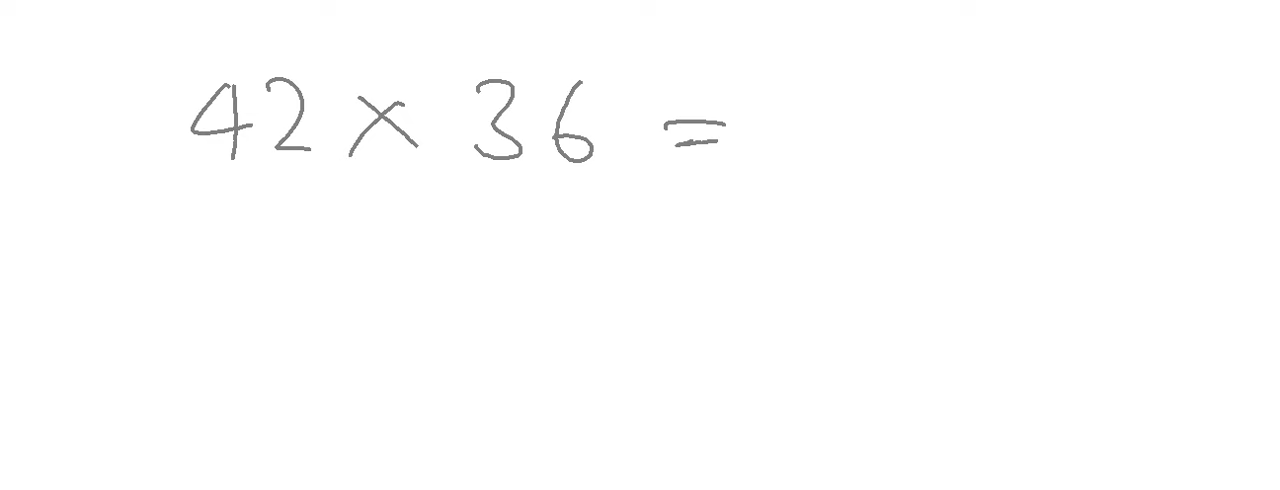 42 × 36 =